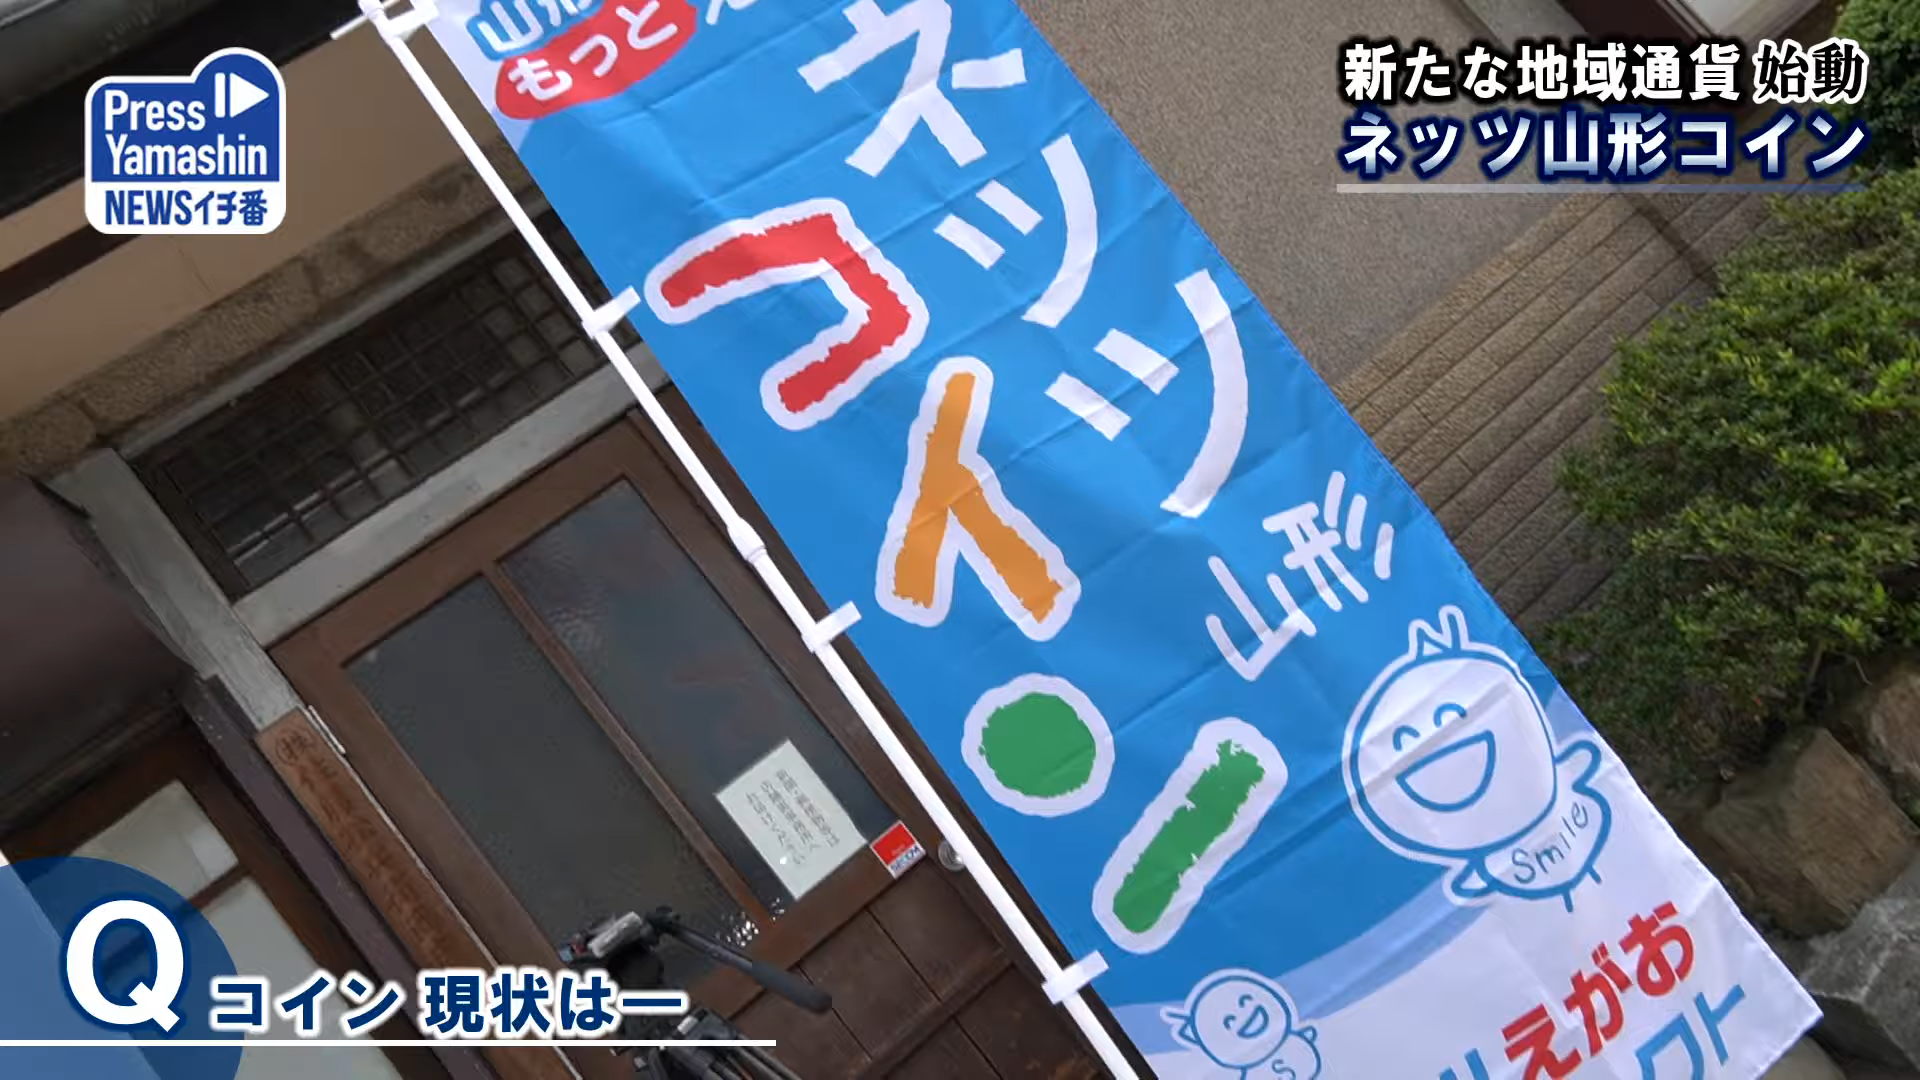 Press
Yamashin
NEWSイチ番
新たな地域通貨 始動
ネッツ山形コイン
山形
もっと
ネッツ山形
コイン
smile
えがお
Q コイン 現状は―